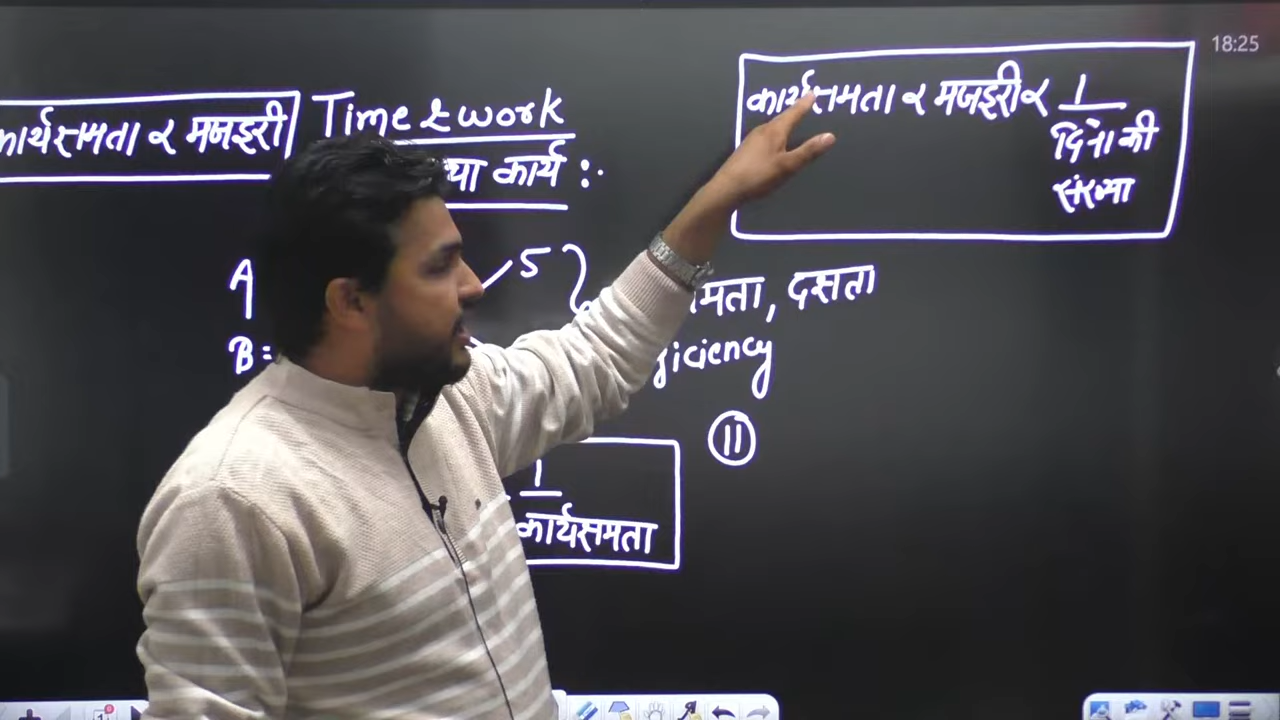 18:25
कार्यक्षमता ∝ मजदूरी
Time & work
था कार्य :-
कार्यक्षमता ∝ मजदूरी ∝ 1
दिनों की
संख्या
A
5
मता, दक्षता
B =
ficiency
11
1
कार्यक्षमता